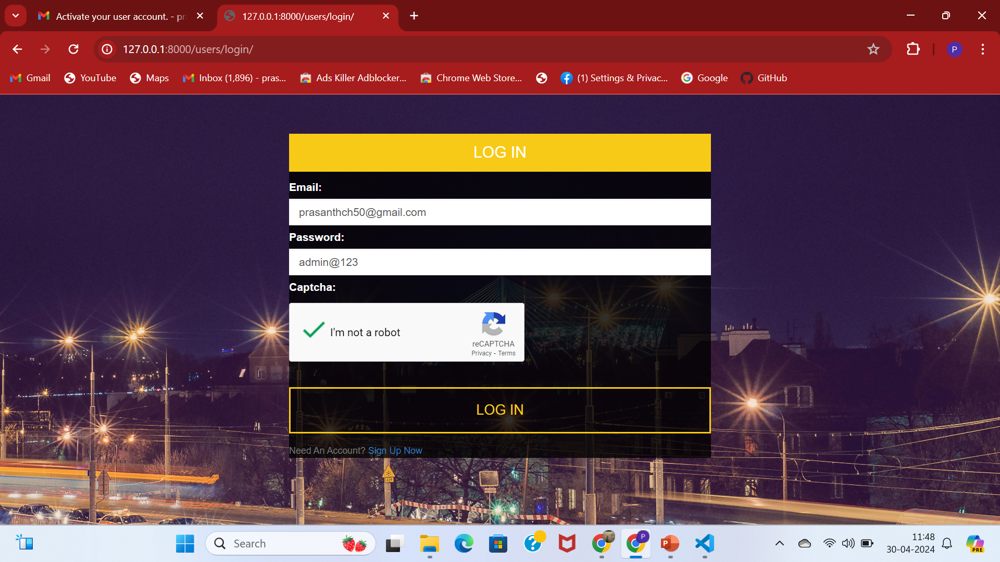 Activate your user account. - pr
127.0.0.1:8000/users/login/
127.0.0.1:8000/users/login/
P
Gmail
YouTube
Maps
Inbox (1,896) - pras...
Ads Killer Adblocker...
Chrome Web Store...
(1) Settings & Privac...
Google
GitHub
LOG IN
Email:
prasanthch50@gmail.com
Password:
admin@123
Captcha:
I'm not a robot
reCAPTCHA
Privacy - Terms
LOG IN
Need An Account? Sign Up Now
629
Search
P
P
PRE
11:48
30-04-2024